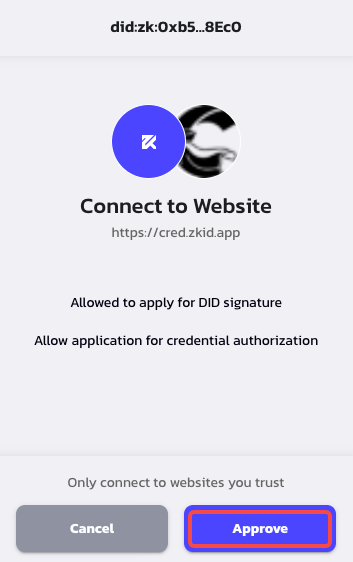 did:zk:0xb5...8Ec0
Connect to Website
https://cred.zkid.app
Allowed to apply for DID signature
Allow application for credential authorization
Only connect to websites you trust
Cancel
Approve